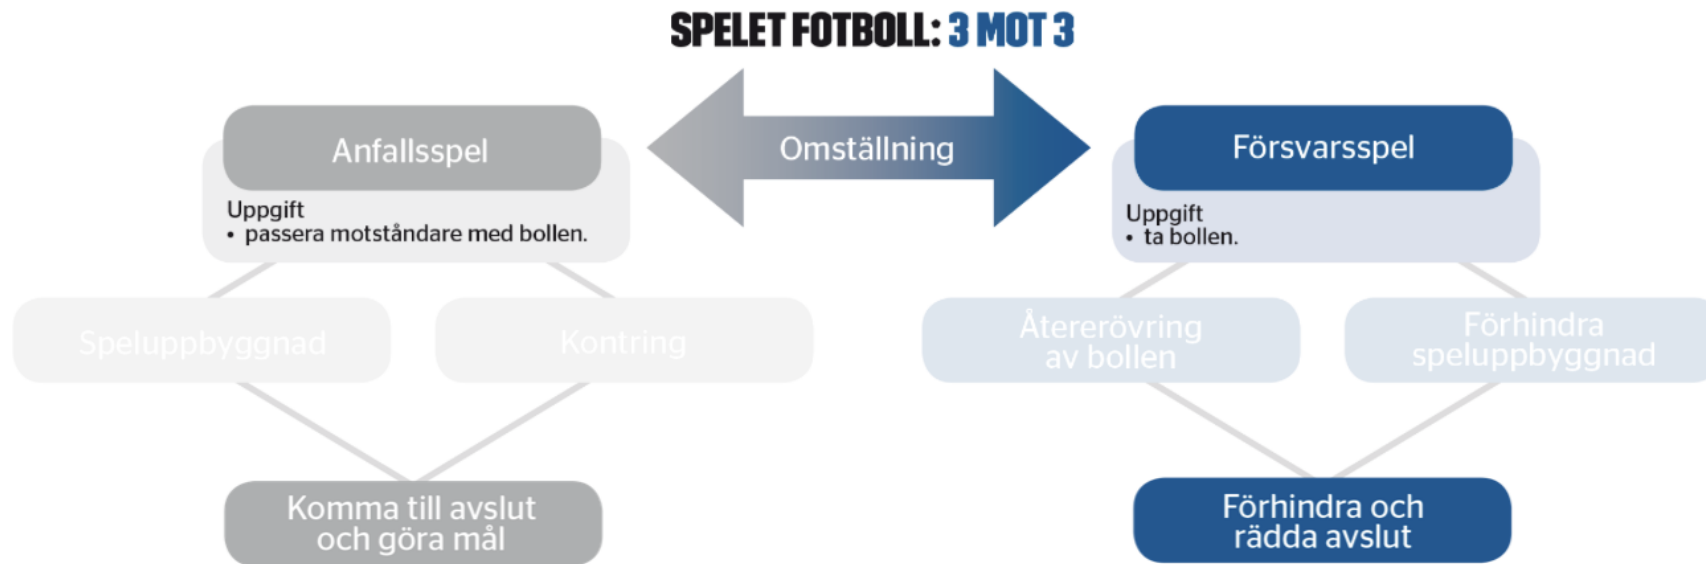 SPELET FOTBOLL: 3 MOT 3
Anfallsspel
Omställning
Försvarsspel
Uppgift
• passera motståndare med bollen.
Uppgift
• ta bollen.
Speluppbyggnad
Kontring
Återerövring
av bollen
Förhindra
speluppbyggnad
Komma till avslut
och göra mål
Förhindra och
rädda avslut